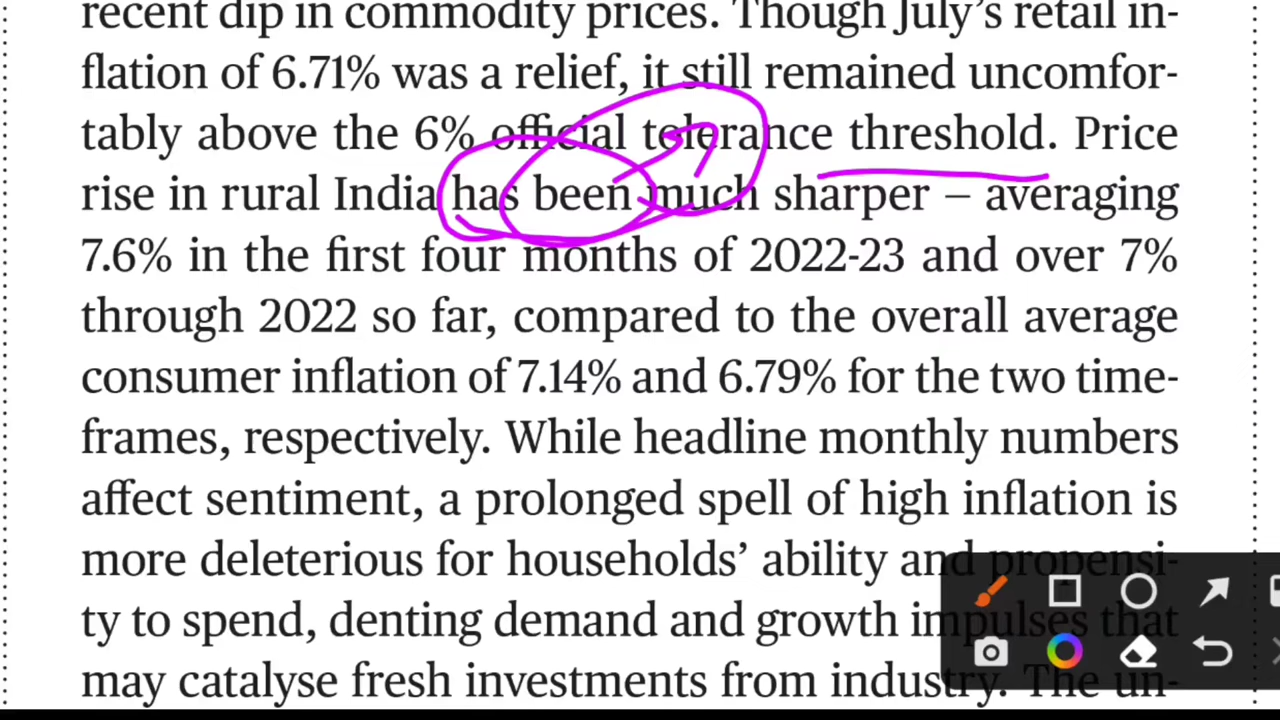 recent dip in commodity prices. Though July’s retail in-
flation of 6.71% was a relief, it still remained uncomfor-
tably above the 6% official tolerance threshold. Price
rise in rural India has been much sharper – averaging
7.6% in the first four months of 2022-23 and over 7%
through 2022 so far, compared to the overall average
consumer inflation of 7.14% and 6.79% for the two time-
frames, respectively. While headline monthly numbers
affect sentiment, a prolonged spell of high inflation is
more deleterious for households’ ability and propensi-
ty to spend, denting demand and growth impulses that
may catalyse fresh investments from industry. The un-